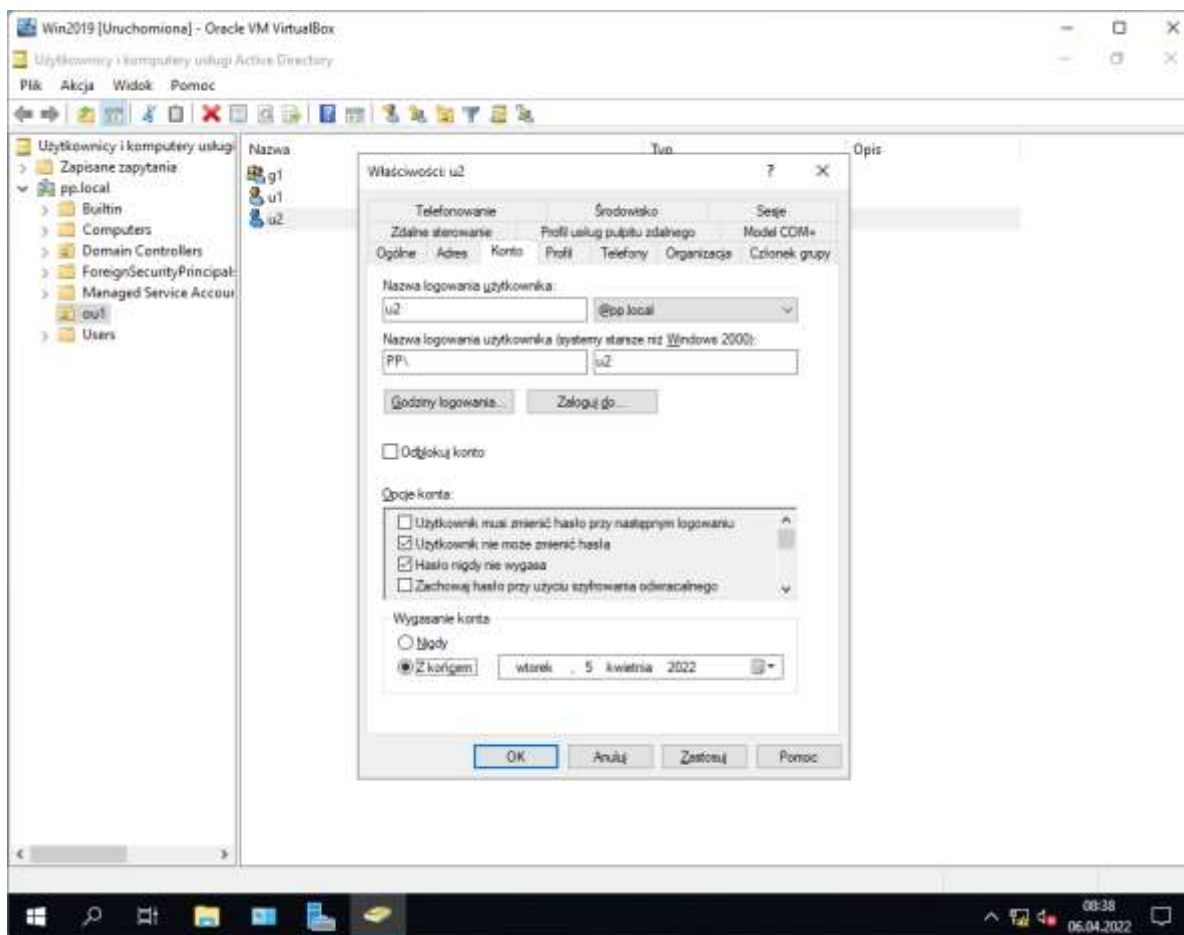 Win2019 [Uruchomiona] - Oracle VM VirtualBox
Użytkownicy i komputery usługi Active Directory
Plik Akcja Widok Pomoc
Użytkownicy i komputery usługi
Zapisane zapytania
pp.local
Builtin
Computers
Domain Controllers
ForeignSecurityPrincipals
Managed Service Accour
ou1
Users
Nazwa Typ Opis
g1
u1
u2
Właściwości: u2 ?
Telefonowanie Środowisko Sesje
Zdalne sterowanie Profil usług pulpitu zdalnego Model COM+
Ogólne Adres Konto Profil Telefony Organizacja Członek grupy
Nazwa logowania użytkownika:
u2 @pp.local
Nazwa logowania użytkownika (systemy starsze niż Windows 2000):
PP\ u2
Godziny logowania... Zaloguj do...
Odblokuj konto
Opcje konta:
Użytkownik musi zmienić hasło przy następnym logowaniu
Użytkownik nie może zmienić hasła
Hasło nigdy nie wygasa
Zachowaj hasło przy użyciu szyfrowania odwracalnego
Wygasanie konta
Nigdy
Z końcem: wtorek , 5 kwietnia 2022
OK Anuluj Zastosuj Pomoc
08:38
06.04.2022